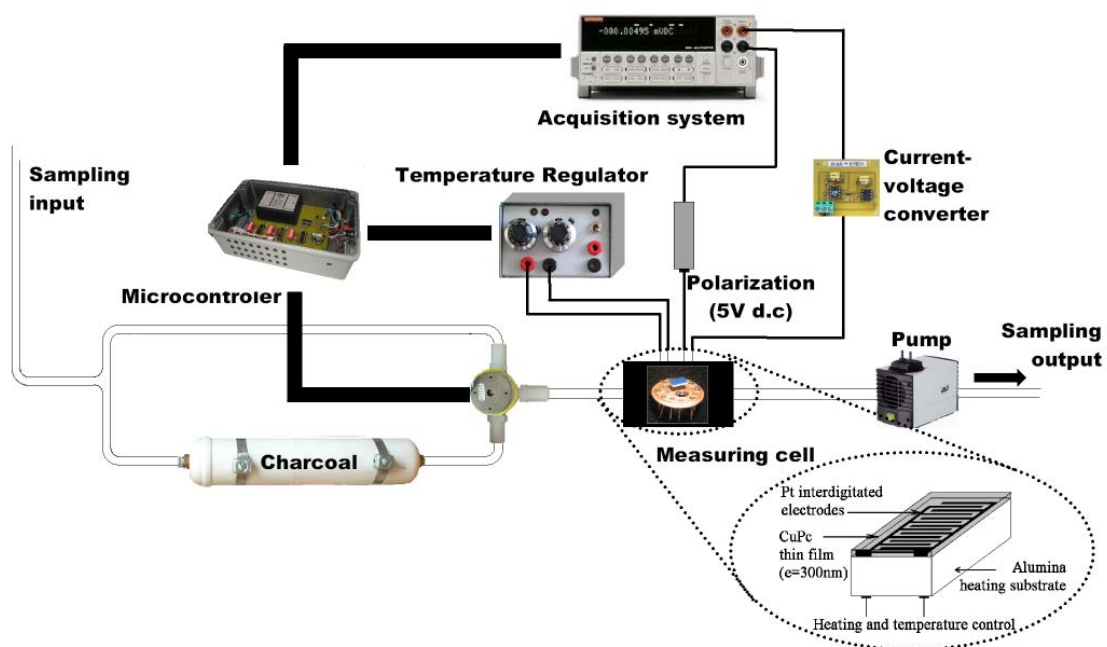 -000.00495 mVDC
Acquisition system
Sampling
input
Temperature Regulator
Current-
voltage
converter
Microcontroler
Polarization
(5V d.c)
Pump
Sampling
output
Charcoal
Measuring cell
Pt interdigitated
electrodes
CuPc
thin film
(e=300nm)
Alumina
heating substrate
Heating and temperature control